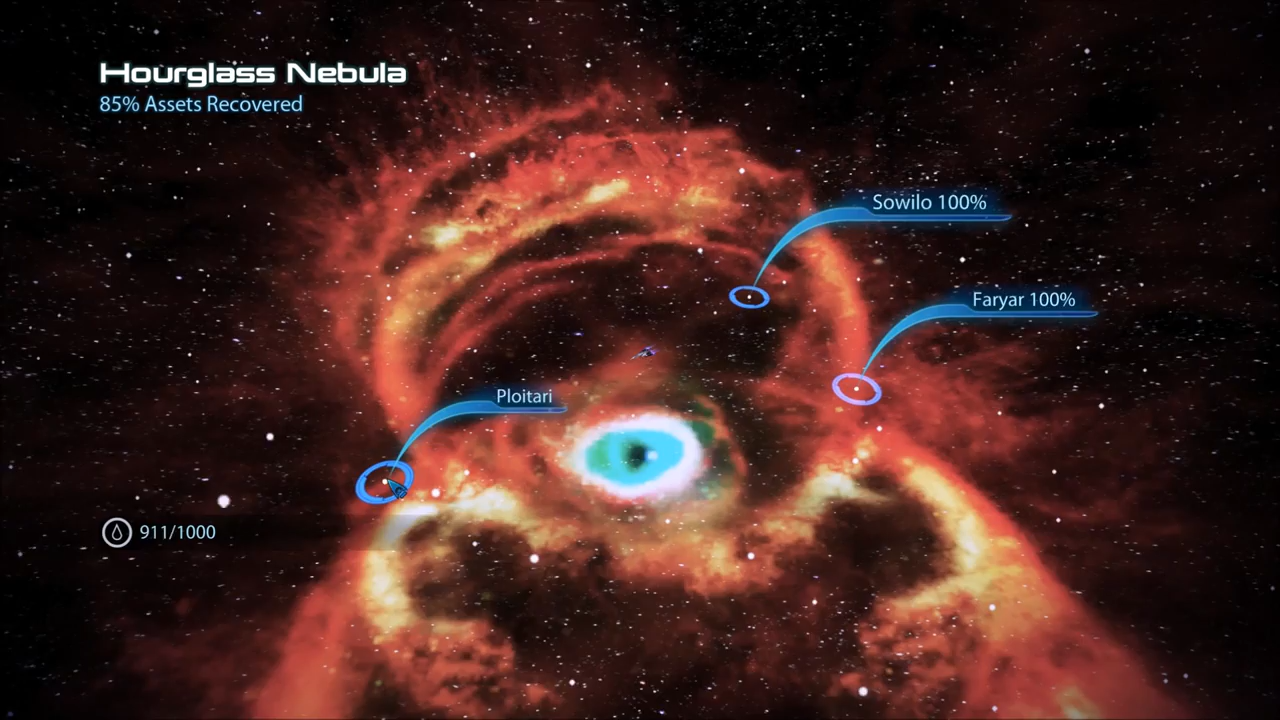 Hourglass Nebula
85% Assets Recovered
Sowilo 100%
Faryar 100%
Ploitari
911/1000